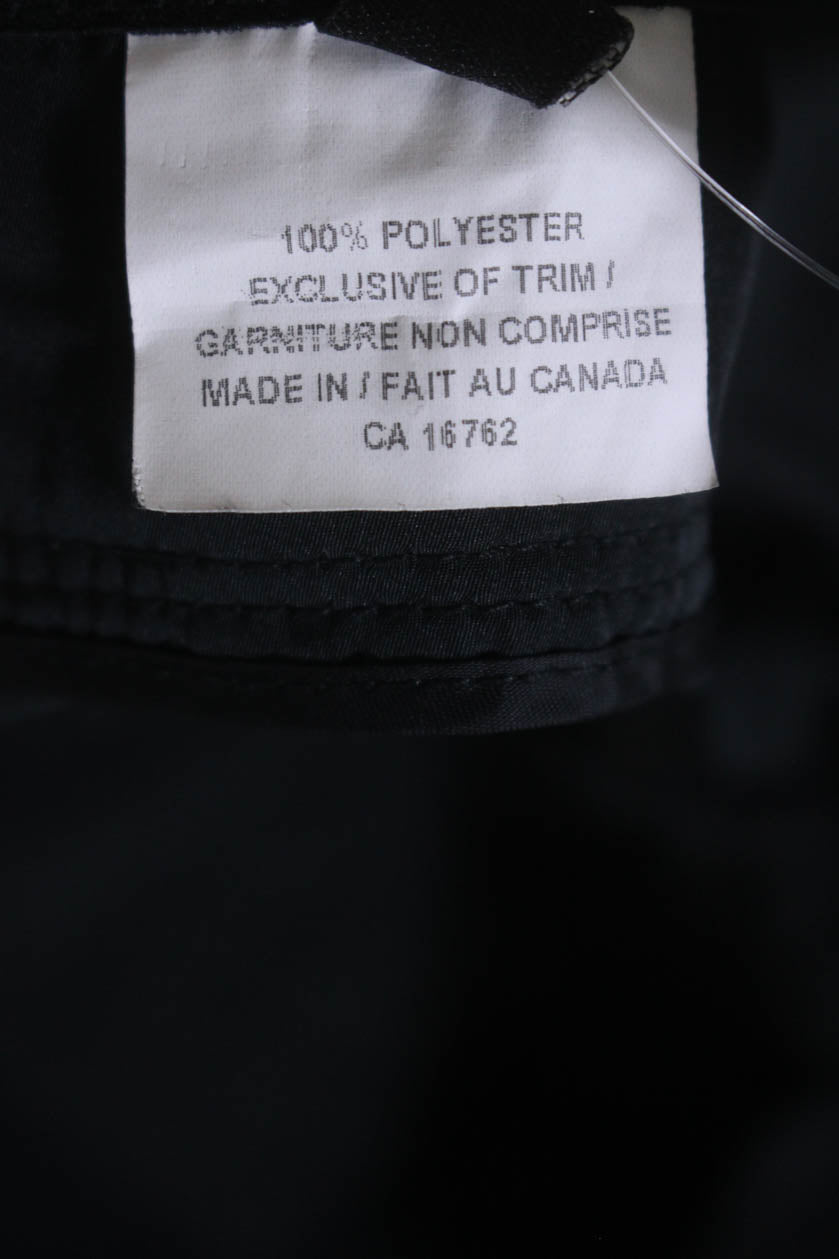 100% POLYESTER
EXCLUSIVE OF TRIM /
GARNITURE NON COMPRISE
MADE IN / FAIT AU CANADA
CA 16762